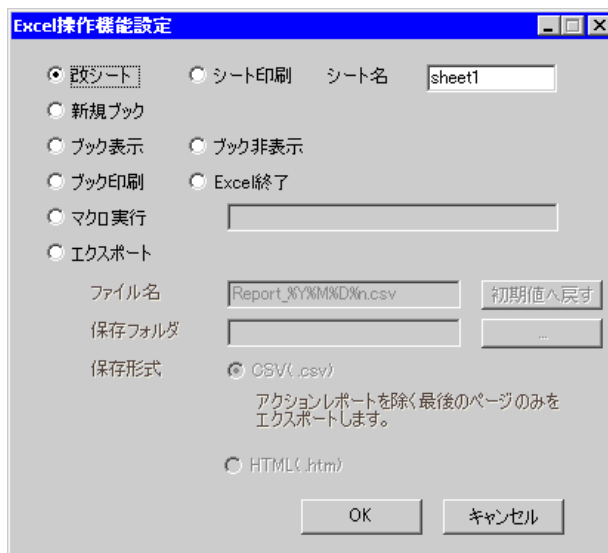 Excel操作機能設定
改シート シート印刷 シート名 sheet1
新規ブック
ブック表示 ブック非表示
ブック印刷 Excel終了
マクロ実行
エクスポート
ファイル名 Report_%Y%M%D%n.csv 初期値へ戻す
保存フォルダ ...
保存形式 CSV(.csv)
アクションレポートを除く最後のページのみを
エクスポートします。
HTML(.htm)
OK キャンセル